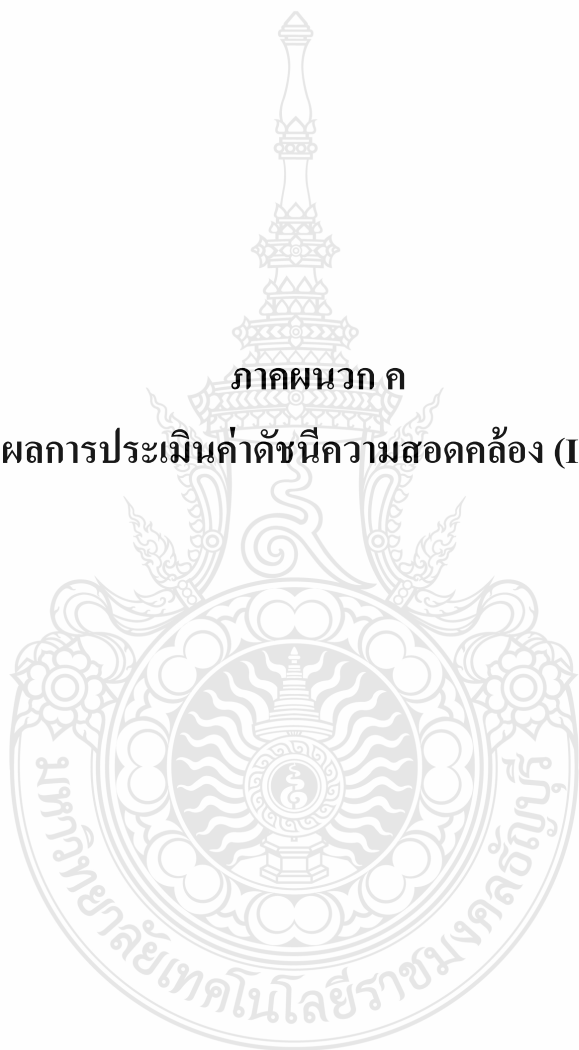 ภาคผนวก ค
ผลการประเมินค่าดัชนีความสอดคล้อง (I
มหาวิทยาลัยเทคโนโลยีราชมงคลธัญบุรี